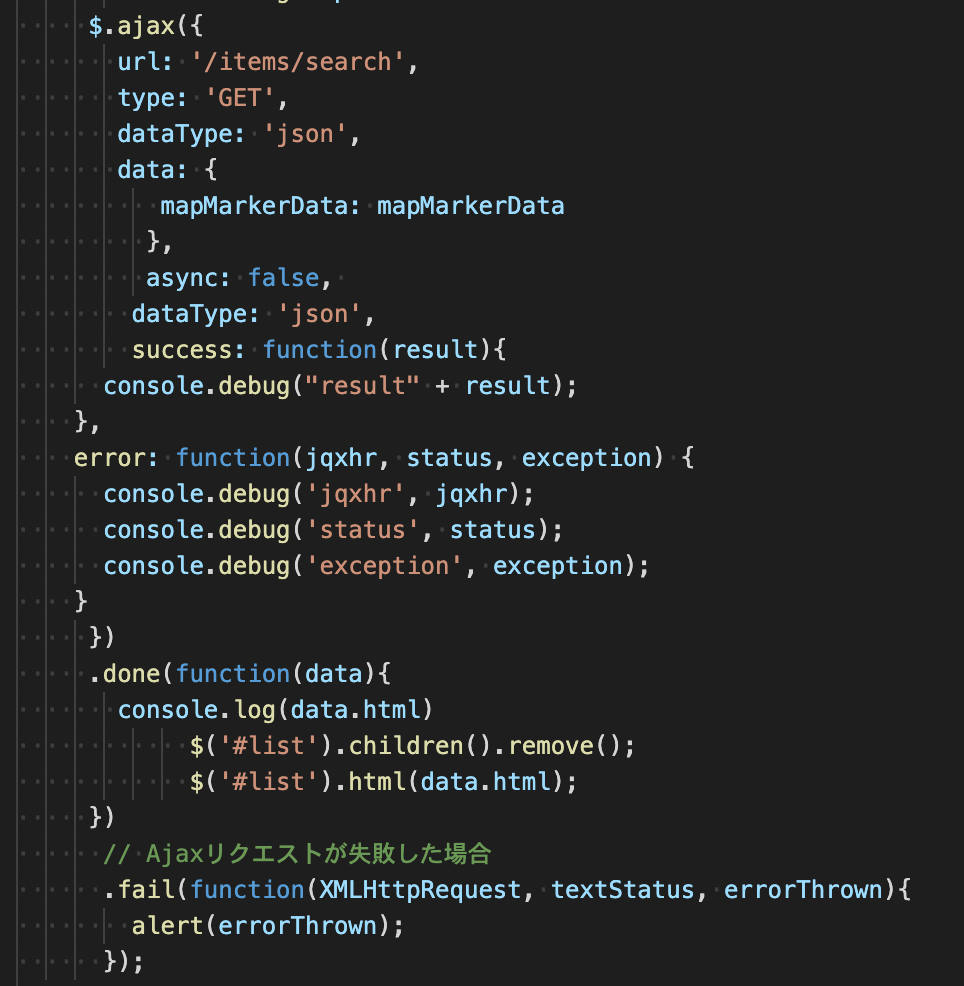 $.ajax({
url: '/items/search',
type: 'GET',
dataType: 'json',
data: {
mapMarkerData: mapMarkerData
},
async: false,
dataType: 'json',
success: function(result){
console.debug("result" + result);
},
error: function(jqxhr, status, exception) {
console.debug('jqxhr', jqxhr);
console.debug('status', status);
console.debug('exception', exception);
}
})
.done(function(data){
console.log(data.html)
$('#list').children().remove();
$('#list').html(data.html);
})
// Ajaxリクエストが失敗した場合
.fail(function(XMLHttpRequest, textStatus, errorThrown){
alert(errorThrown);
});